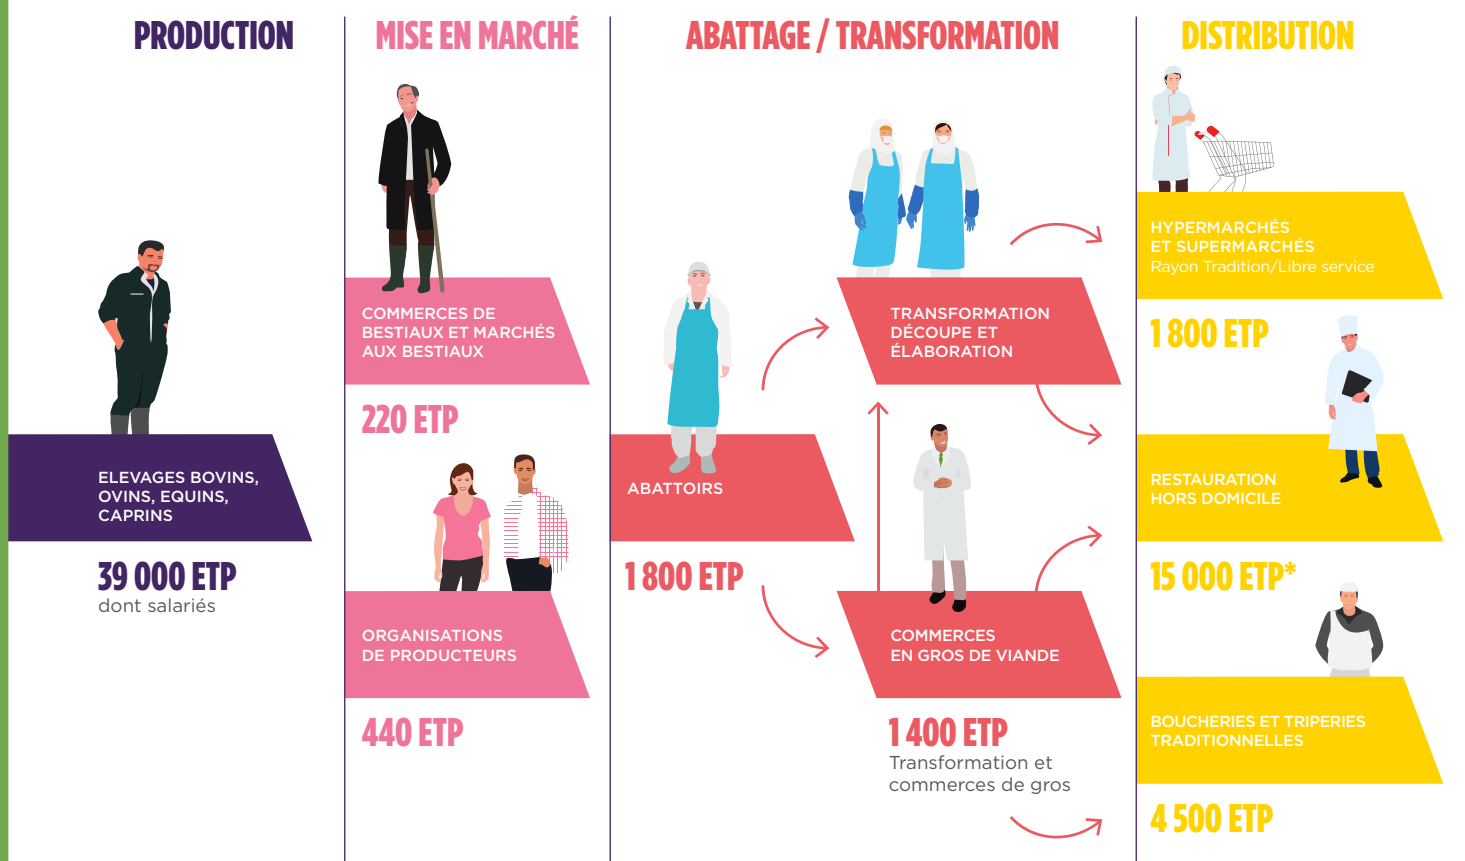 PRODUCTION
ELEVAGES BOVINS,
OVINS, EQUINS,
CAPRINS
39 000 ETP
dont salariés
MISE EN MARCHÉ
COMMERCES DE
BESTIAUX ET MARCHÉS
AUX BESTIAUX
220 ETP
ORGANISATIONS
DE PRODUCTEURS
440 ETP
ABATTAGE / TRANSFORMATION
ABATTOIRS
1 800 ETP
TRANSFORMATION
DÉCOUPE ET
ÉLABORATION
COMMERCES
EN GROS DE VIANDE
1 400 ETP
Transformation et
commerces de gros
DISTRIBUTION
HYPERMARCHÉS
ET SUPERMARCHÉS
Rayon Tradition/Libre service
1 800 ETP
RESTAURATION
HORS DOMICILE
15 000 ETP*
BOUCHERIES ET TRIPERIES
TRADITIONNELLES
4 500 ETP